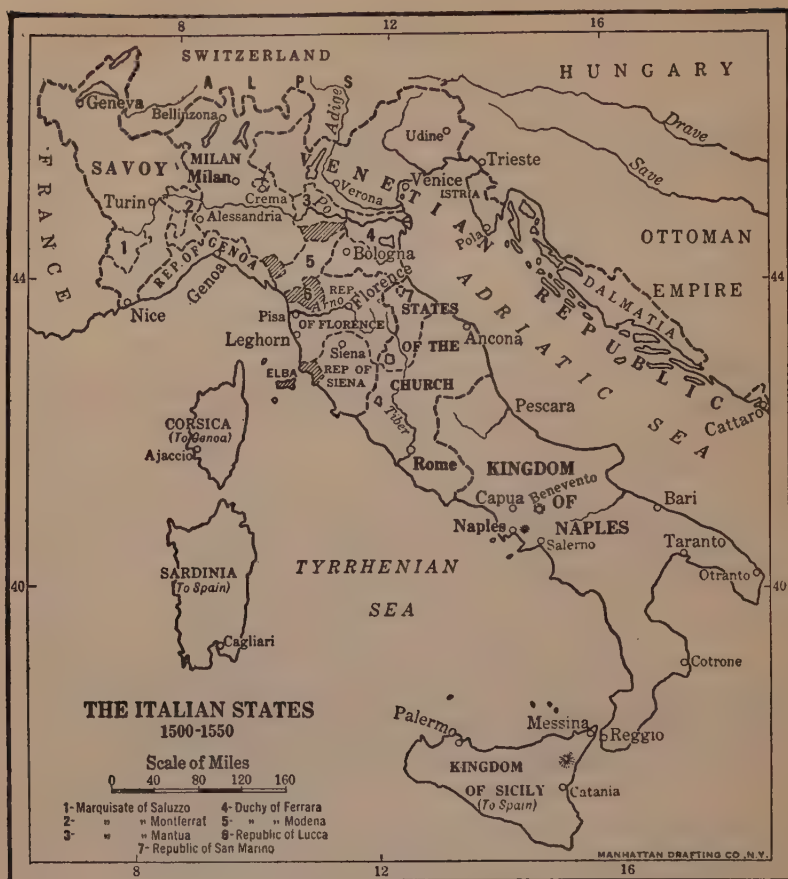 8
12
16
SWITZERLAND
HUNGARY
A L P S
Geneva
Bellinzona
Adige
Drave
Udine
Save
FRANCE
SAVOY
MILAN
Milan
Trieste
VENETIAN REPUBLIC
Venice
ISTRIA
Verona
Crema
3
Po
Turin
2
Alessandria
OTTOMAN
EMPIRE
Pola
1
REP OF GENOA
4
5
Bologna
44
44
ADRIATIC SEA
DALMATIA
Genoa
6
REP.
Arno
Florence
7
STATES
Nice
Pisa
OF FLORENCE
Leghorn
OF THE
Ancona
Siena
ELBA
REP OF
SIENA
CHURCH
Cattaro
Tiber
Pescara
CORSICA
(To Genoa)
Ajaccio
Rome
KINGDOM
Capua
Benevento
OF
Bari
Naples
NAPLES
Salerno
Taranto
Otranto
SARDINIA
(To Spain)
TYRRHENIAN
SEA
40
40
Cagliari
Cotrone
THE ITALIAN STATES
1500-1550
Palermo
Messina
Reggio
Scale of Miles
0 40 80 120 160
KINGDOM
OF SICILY
(To Spain)
Catania
1- Marquisate of Saluzzo
2- " " Montferrat
3- " " Mantua
4- Duchy of Ferrara
5- " " Modena
6- Republic of Lucca
7- Republic of San Marino
MANHATTAN DRAFTING CO., N.Y.
8
12
16